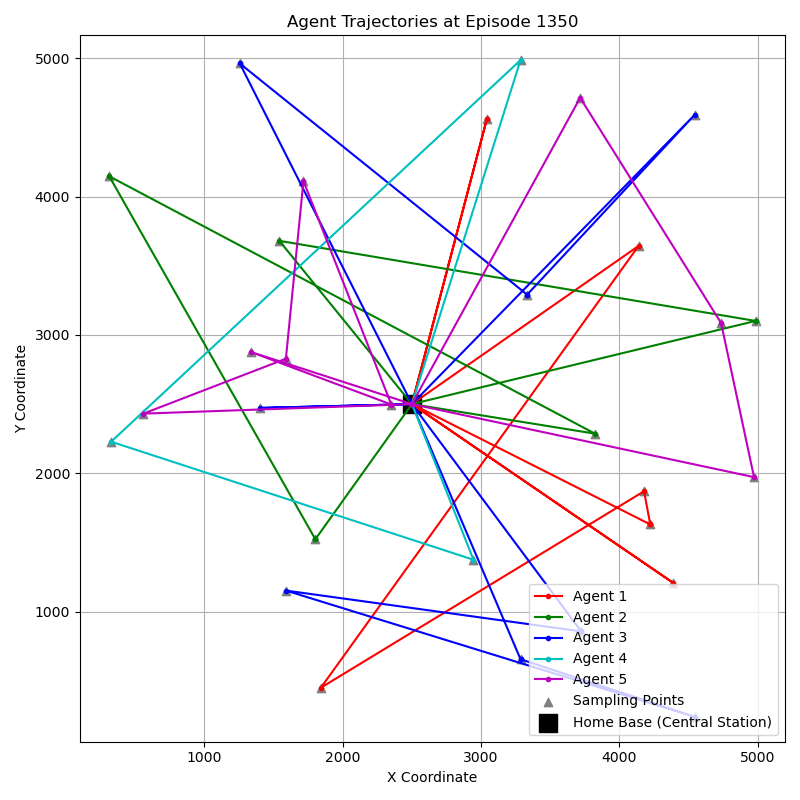 Agent Trajectories at Episode 1350
5000
4000
3000
2000
1000
Y Coordinate
Agent 1
Agent 2
Agent 3
Agent 4
Agent 5
Sampling Points
Home Base (Central Station)
1000 2000 3000 4000 5000
X Coordinate